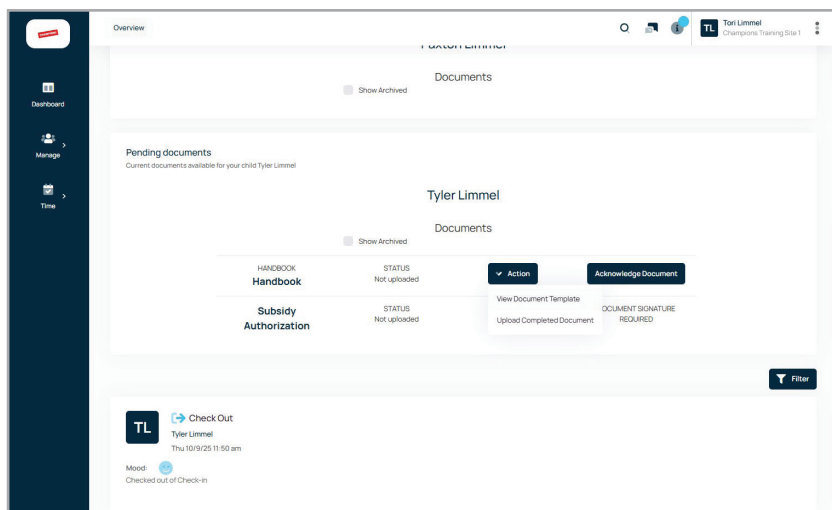 Overview
TL
Tori Limmel
Champions Training Site 1
Dashboard
Manage
Time
Documents
Show Archived
Pending documents
Current documents available for your child Tyler Limmel
Tyler Limmel
Documents
Show Archived
HANDBOOK
Handbook
STATUS
Not uploaded
Action
Acknowledge Document
View Document Template
Upload Completed Document
Subsidy
Authorization
STATUS
Not uploaded
OCUMENT SIGNATURE
REQUIRED
Filter
TL
Check Out
Tyler Limmel
Thu 10/9/25 11:50 am
Mood:
Checked out of Check-in